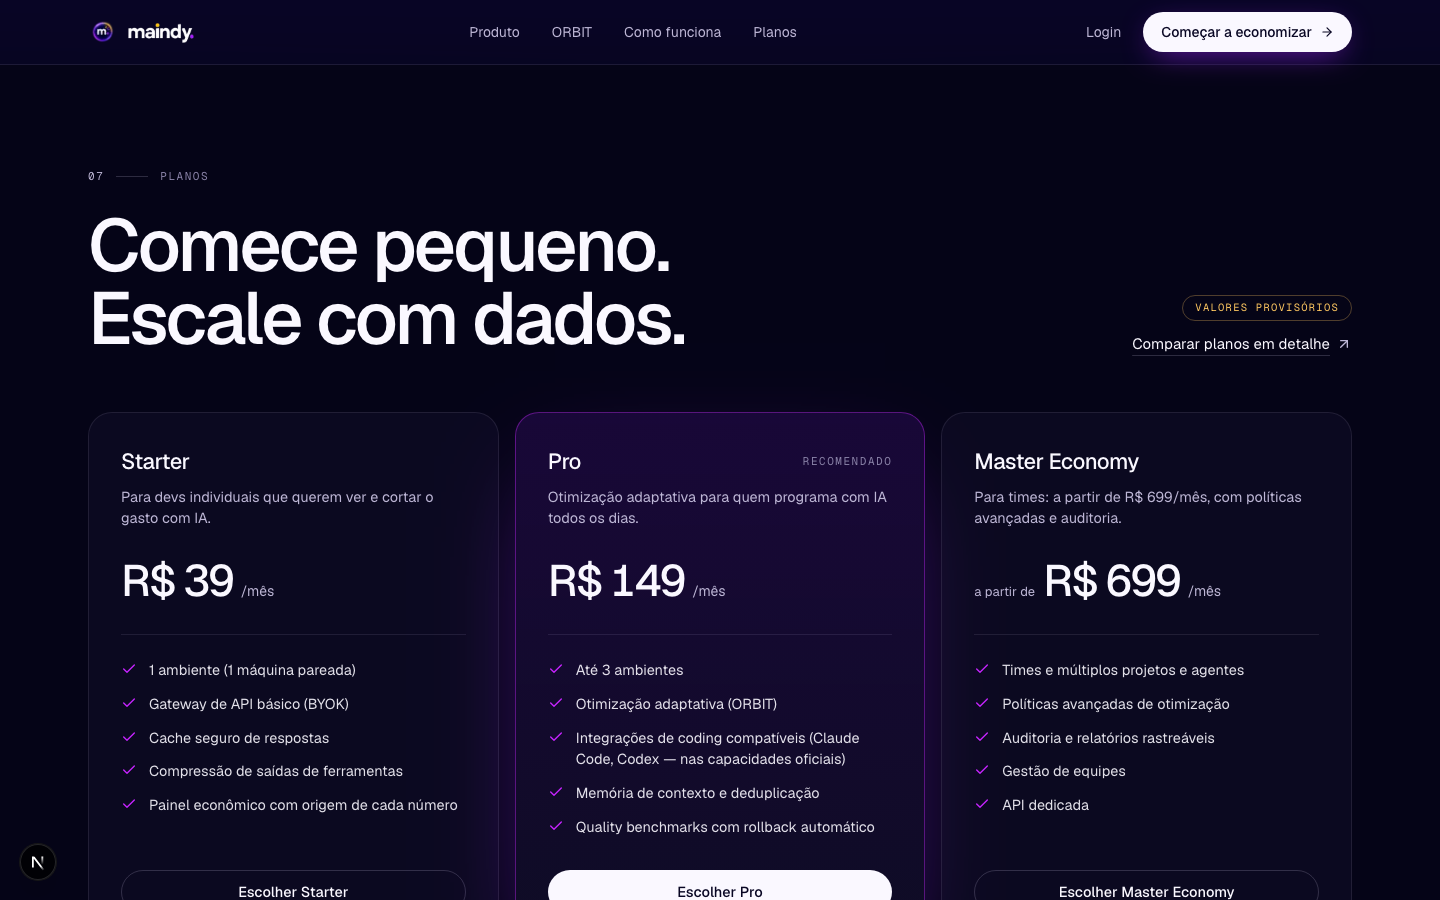 m. maindy.
Produto
ORBIT
Como funciona
Planos
Login
Começar a economizar
07
PLANOS
Comece pequeno.
Escale com dados.
VALORES PROVISÓRIOS
Comparar planos em detalhe
Starter
Para devs individuais que querem ver e cortar o
gasto com IA.
R$ 39 /mês
1 ambiente (1 máquina pareada)
Gateway de API básico (BYOK)
Cache seguro de respostas
Compressão de saídas de ferramentas
Painel econômico com origem de cada número
Escolher Starter
Pro
RECOMENDADO
Otimização adaptativa para quem programa com IA
todos os dias.
R$ 149 /mês
Até 3 ambientes
Otimização adaptativa (ORBIT)
Integrações de coding compatíveis (Claude
Code, Codex — nas capacidades oficiais)
Memória de contexto e deduplicação
Quality benchmarks com rollback automático
Escolher Pro
Master Economy
Para times: a partir de R$ 699/mês, com políticas
avançadas e auditoria.
a partir de R$ 699 /mês
Times e múltiplos projetos e agentes
Políticas avançadas de otimização
Auditoria e relatórios rastreáveis
Gestão de equipes
API dedicada
Escolher Master Economy
N